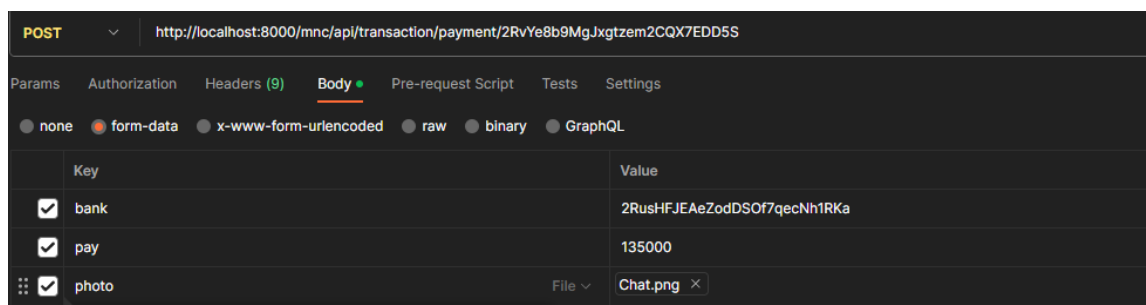 POST http://localhost:8000/mnc/api/transaction/payment/2RvYe8b9MgJxgtzem2CQX7EDD5S
Params Authorization Headers (9) Body Pre-request Script Tests Settings
none form-data x-www-form-urlencoded raw binary GraphQL
Key Value
bank 2RusHFJEAeZodDSOf7qecNh1RKa
pay 135000
photo File Chat.png